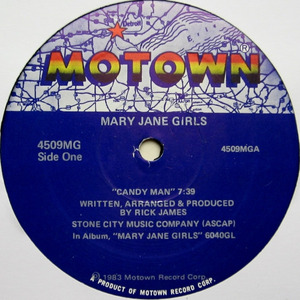 Detroit
MOTOWN®
MARY JANE GIRLS
4509MG
Side One
4509MGA
"CANDY MAN" 7:39
WRITTEN, ARRANGED & PRODUCED
BY RICK JAMES
STONE CITY MUSIC COMPANY (ASCAP)
In Album, "MARY JANE GIRLS" 6040GL
℗ 1983 Motown Record Corp.
A PRODUCT OF MOTOWN RECORD CORP.